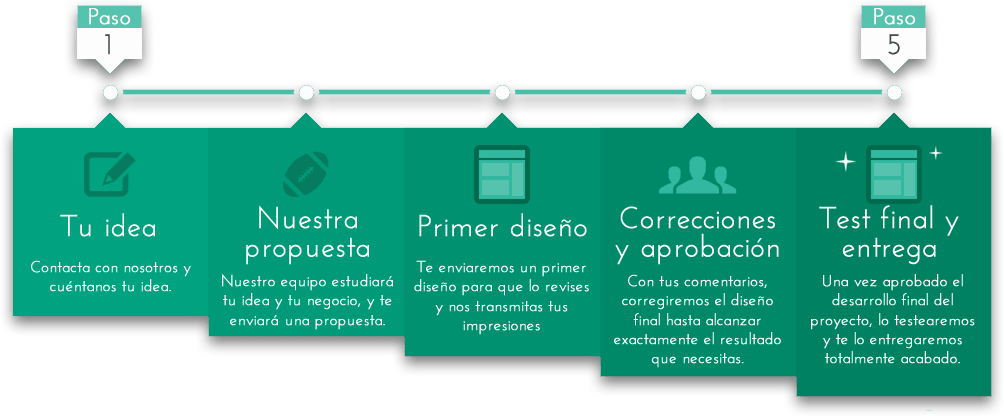 Paso
1
Paso
5
Tu idea
Contacta con nosotros y
cuéntanos tu idea.
Nuestra
propuesta
Nuestro equipo estudiará
tu idea y tu negocio, y te
enviará una propuesta.
Primer diseño
Te enviaremos un primer
diseño para que lo revises
y nos transmitas tus
impresiones
Correcciones
y aprobación
Con tus comentarios,
corregiremos el diseño
final hasta alcanzar
exactamente el resultado
que necesitas.
Test final y
entrega
Una vez aprobado el
desarrollo final del
proyecto, lo testearemos
y te lo entregaremos
totalmente acabado.